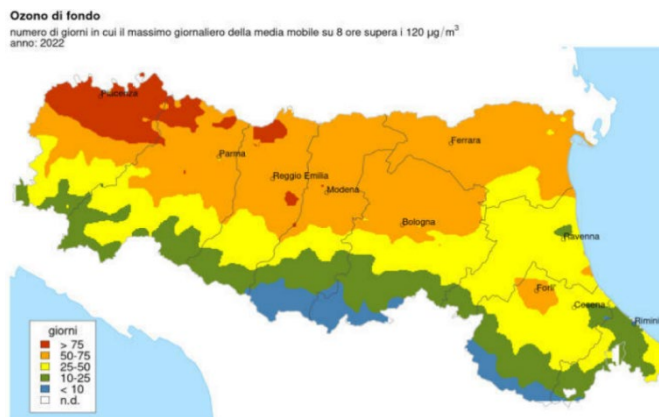 Ozono di fondo
numero di giorni in cui il massimo giornaliero della media mobile su 8 ore supera i 120 µg/m³
anno: 2022
Piacenza
Parma
Reggio Emilia
Modena
Bologna
Ferrara
Ravenna
Forlì
Cesena
Rimini
giorni
> 75
50-75
25-50
10-25
< 10
n.d.